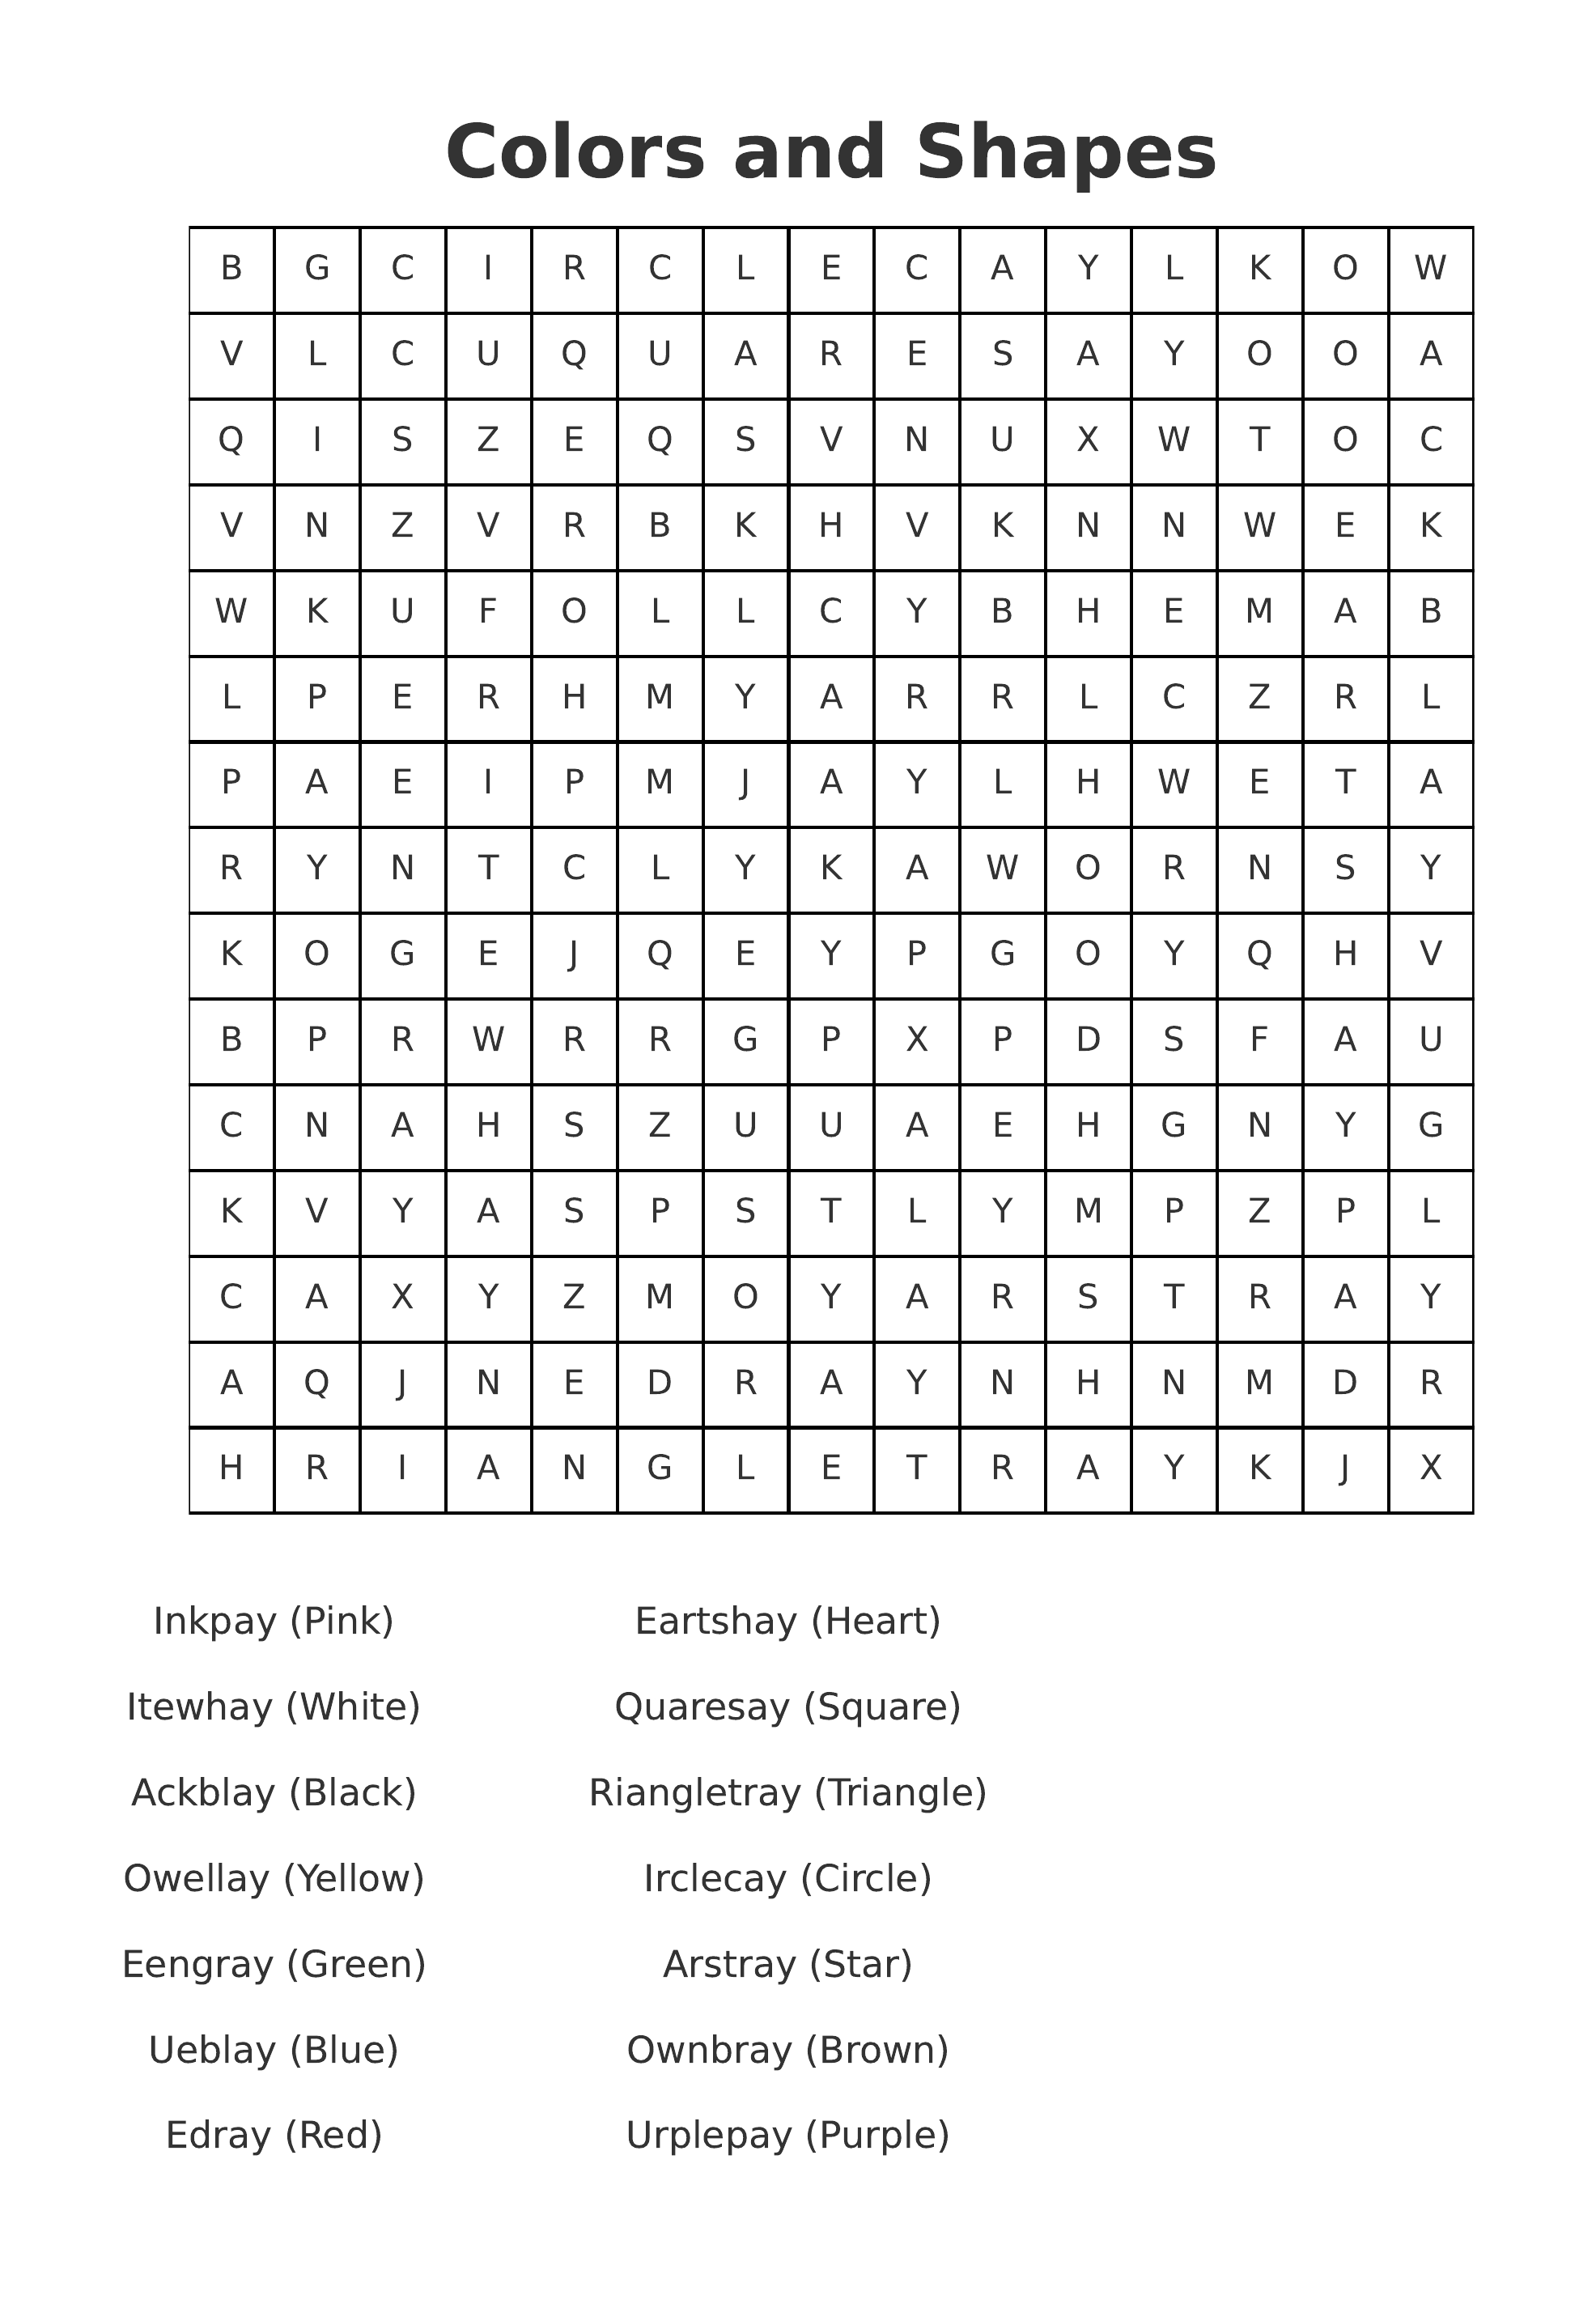 Colors and Shapes
B G C I R C L E C A Y L K O W
V L C U Q U A R E S A Y O O A
Q I S Z E Q S V N U X W T O C
V N Z V R B K H V K N N W E K
W K U F O L L C Y B H E M A B
L P E R H M Y A R R L C Z R L
P A E I P M J A Y L H W E T A
R Y N T C L Y K A W O R N S Y
K O G E J Q E Y P G O Y Q H V
B P R W R R G P X P D S F A U
C N A H S Z U U A E H G N Y G
K V Y A S P S T L Y M P Z P L
C A X Y Z M O Y A R S T R A Y
A Q J N E D R A Y N H N M D R
H R I A N G L E T R A Y K J X
Inkpay (Pink) Eartshay (Heart)
Itewhay (White) Quaresay (Square)
Ackblay (Black) Riangletray (Triangle)
Owellay (Yellow) Irclecay (Circle)
Eengray (Green) Arstray (Star)
Ueblay (Blue) Ownbray (Brown)
Edray (Red) Urplepay (Purple)